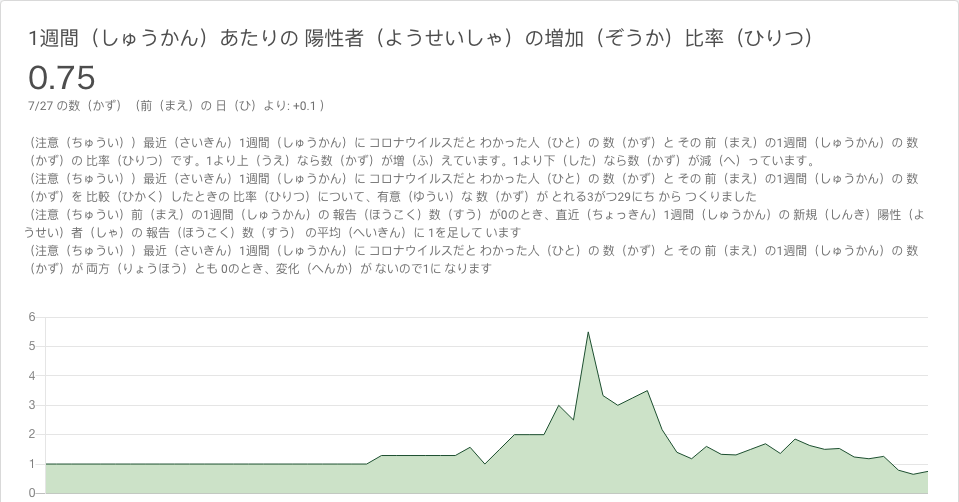 1週間（しゅうかん）あたりの 陽性者（ようせいしゃ）の増加（ぞうか）比率（ひりつ）
0.75
7/27 の数（かず）（前（まえ）の 日（ひ）より: +0.1 ）
（注意（ちゅうい））最近（さいきん）1週間（しゅうかん）に コロナウイルスだと わかった人（ひと）の 数（かず）と その 前（まえ）の1週間（しゅうかん）の 数
（かず）の 比率（ひりつ）です。1より上（うえ）なら数（かず）が増（ふ）えています。1より下（した）なら数（かず）が減（へ）っています。
（注意（ちゅうい））最近（さいきん）1週間（しゅうかん）に コロナウイルスだと わかった人（ひと）の 数（かず）と その 前（まえ）の1週間（しゅうかん）の 数
（かず）を 比較（ひかく）したときの 比率（ひりつ）について、有意（ゆうい）な 数（かず）が とれる3がつ29にち から つくりました
（注意（ちゅうい）前（まえ）の1週間（しゅうかん）の 報告（ほうこく）数（すう）が0のとき、直近（ちょっきん）1週間（しゅうかん）の 新規（しんき）陽性（よ
うせい）者（しゃ）の 報告（ほうこく）数（すう） の平均（へいきん）に 1を足して います
（注意（ちゅうい））最近（さいきん）1週間（しゅうかん）に コロナウイルスだと わかった人（ひと）の 数（かず）と その 前（まえ）の1週間（しゅうかん）の 数
（かず）が 両方（りょうほう）とも 0のとき、変化（へんか）が ないので1に なります
6
5
4
3
2
1
0